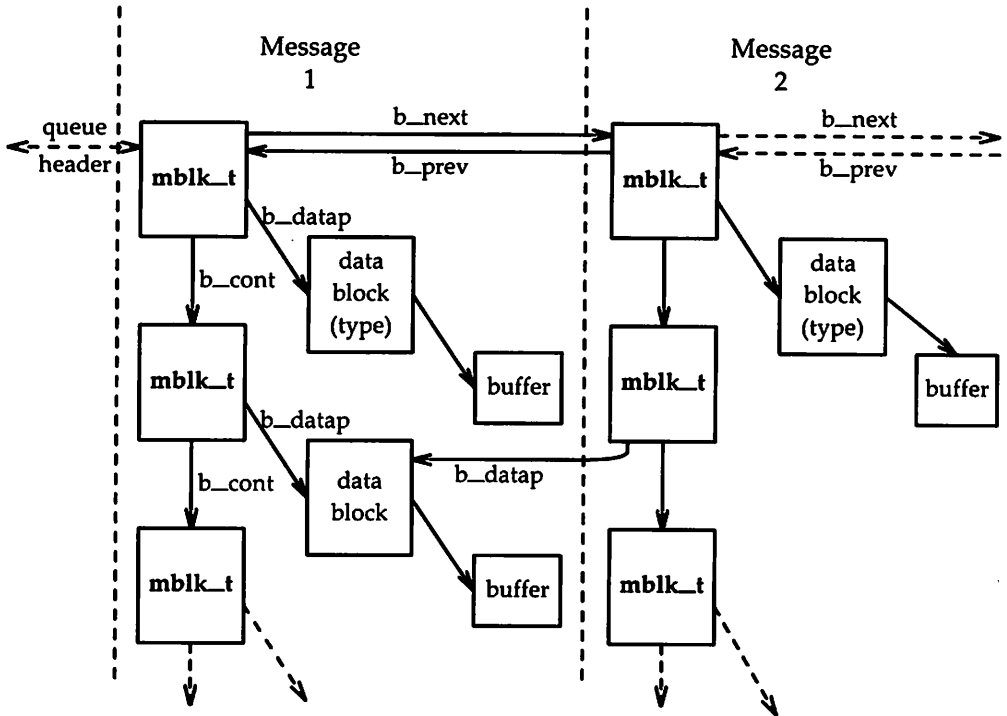 Message
1
Message
2
queue
header
b_next
b_prev
b_next
b_prev
mblk_t
mblk_t
b_datap
data
block
(type)
data
block
(type)
b_cont
buffer
buffer
mblk_t
mblk_t
b_datap
b_datap
data
block
b_cont
buffer
mblk_t
mblk_t